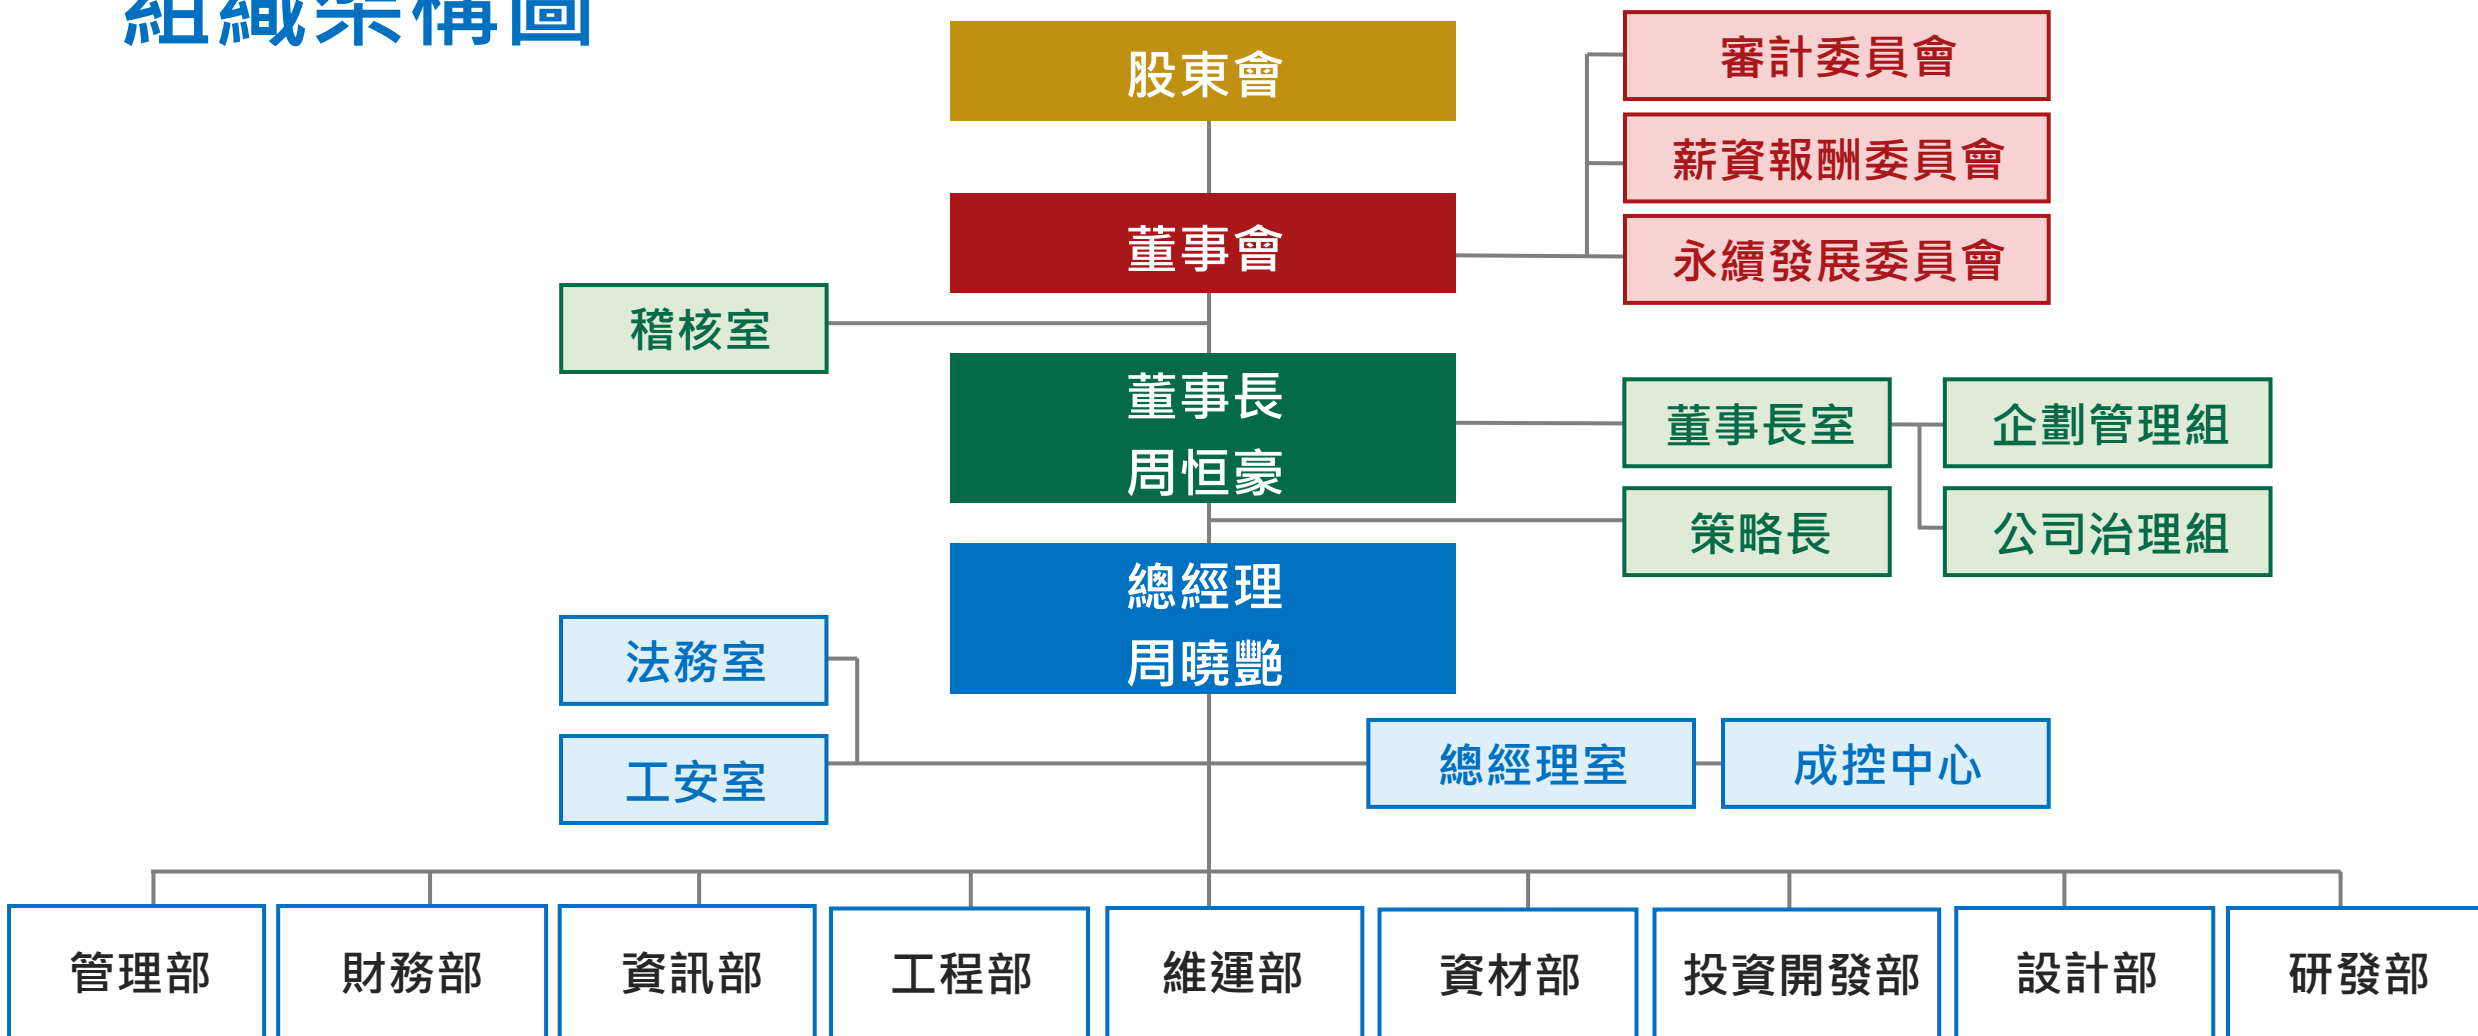 組織架構圖
股東會
審計委員會
薪資報酬委員會
董事會
永續發展委員會
稽核室
董事長
周恒豪
董事長室
企劃管理組
策略長
公司治理組
總經理
周曉艷
法務室
工安室
總經理室
成控中心
管理部
財務部
資訊部
工程部
維運部
資材部
投資開發部
設計部
研發部